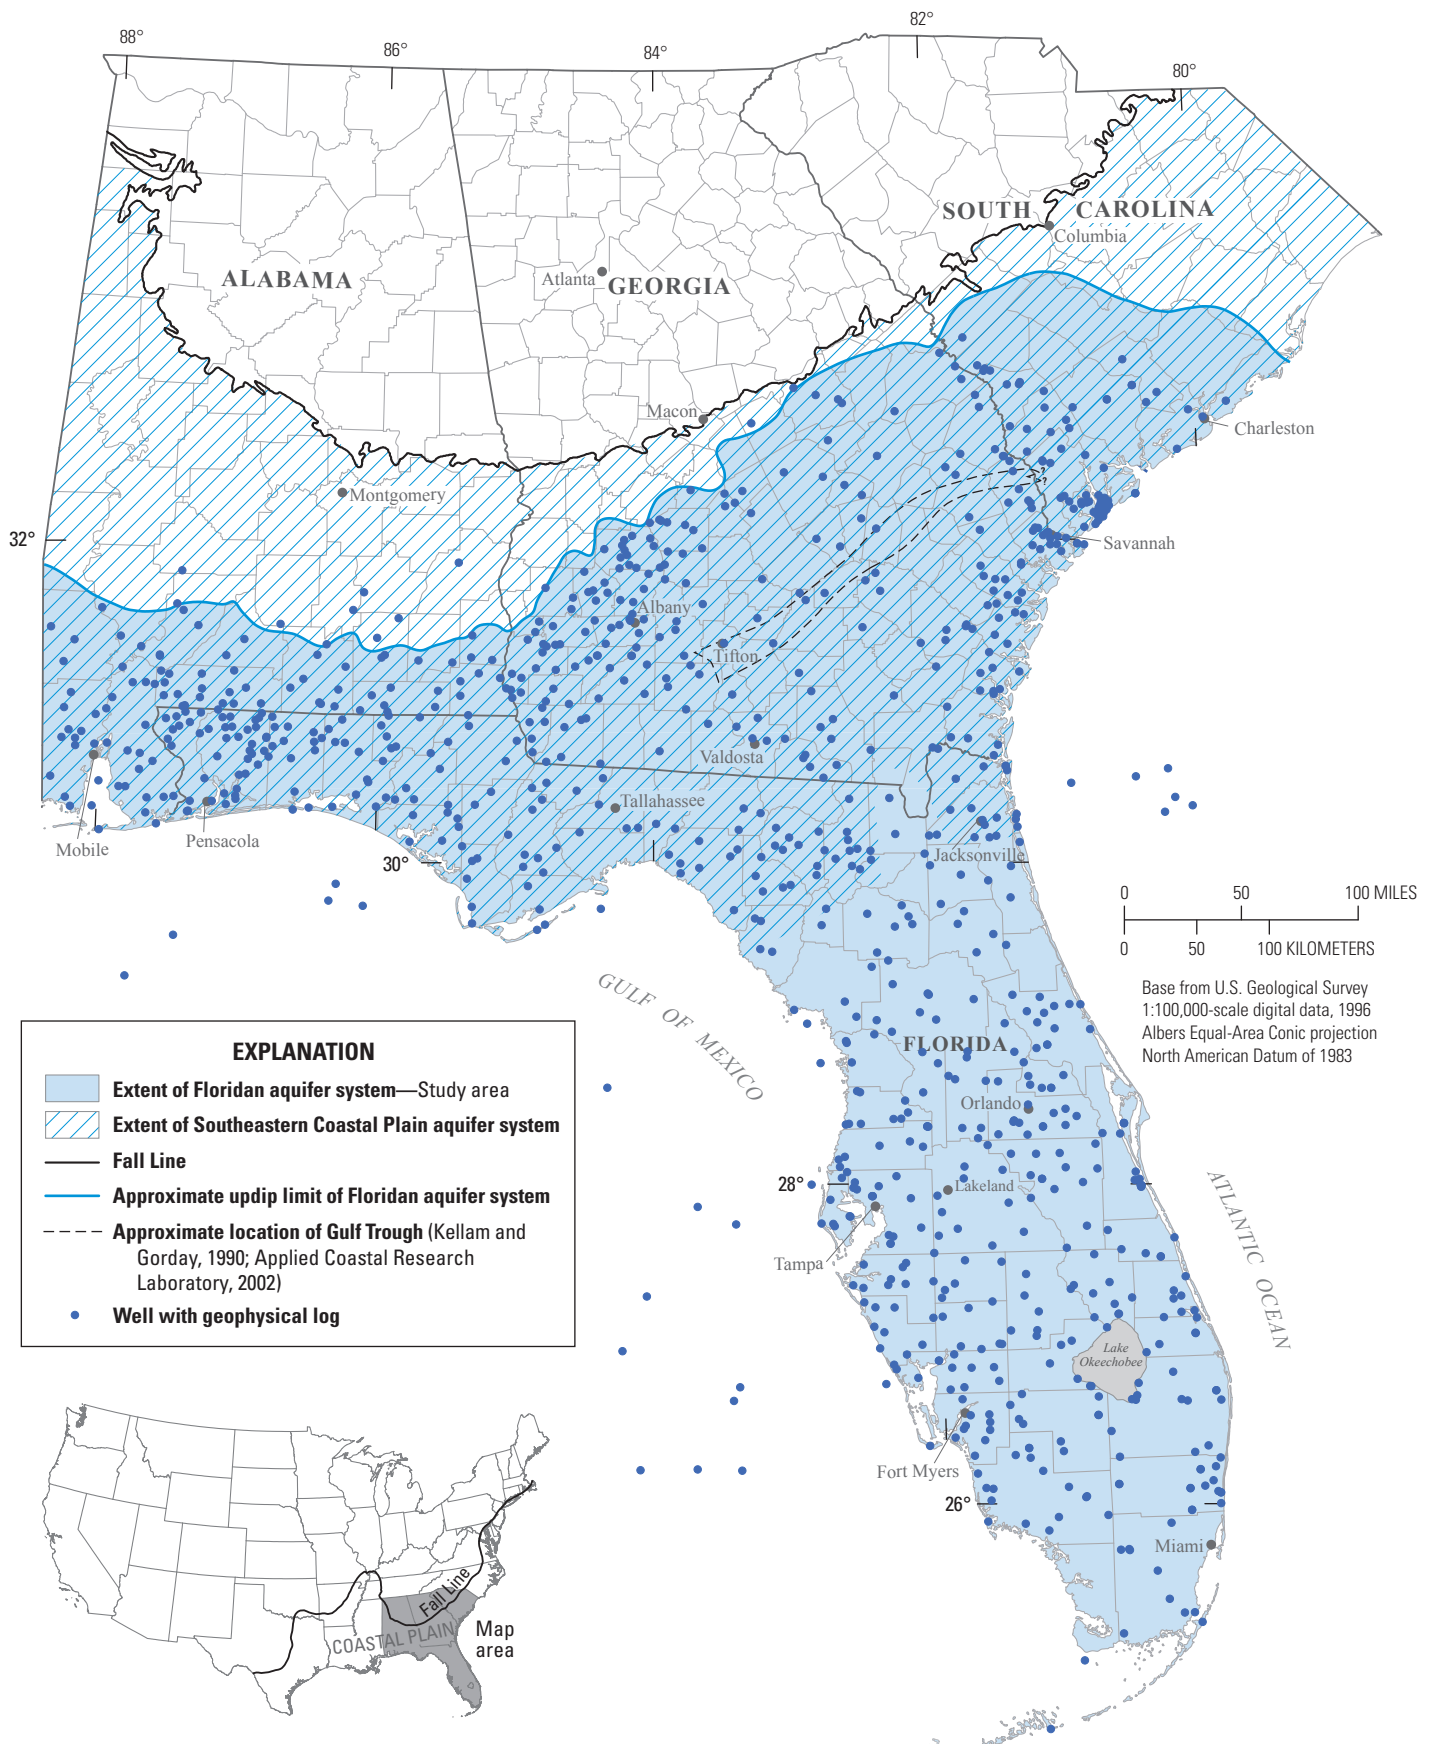 88°
86°
84°
82°
80°
SOUTH CAROLINA
Columbia
ALABAMA
Atlanta
GEORGIA
Macon
Charleston
Montgomery
32°
Savannah
?
?
Albany
Tifton
Valdosta
Tallahassee
Mobile
Pensacola
Jacksonville
30°
0 50 100 MILES
0 50 100 KILOMETERS
Base from U.S. Geological Survey
1:100,000-scale digital data, 1996
Albers Equal-Area Conic projection
North American Datum of 1983
GULF OF MEXICO
FLORIDA
Orlando
28°
Lakeland
Tampa
ATLANTIC OCEAN
Lake
Okeechobee
Fort Myers
26°
Miami
EXPLANATION
Extent of Floridan aquifer system—Study area
Extent of Southeastern Coastal Plain aquifer system
Fall Line
Approximate updip limit of Floridan aquifer system
Approximate location of Gulf Trough (Kellam and
Gorday, 1990; Applied Coastal Research
Laboratory, 2002)
Well with geophysical log
Fall Line
COASTAL PLAIN
Map
area